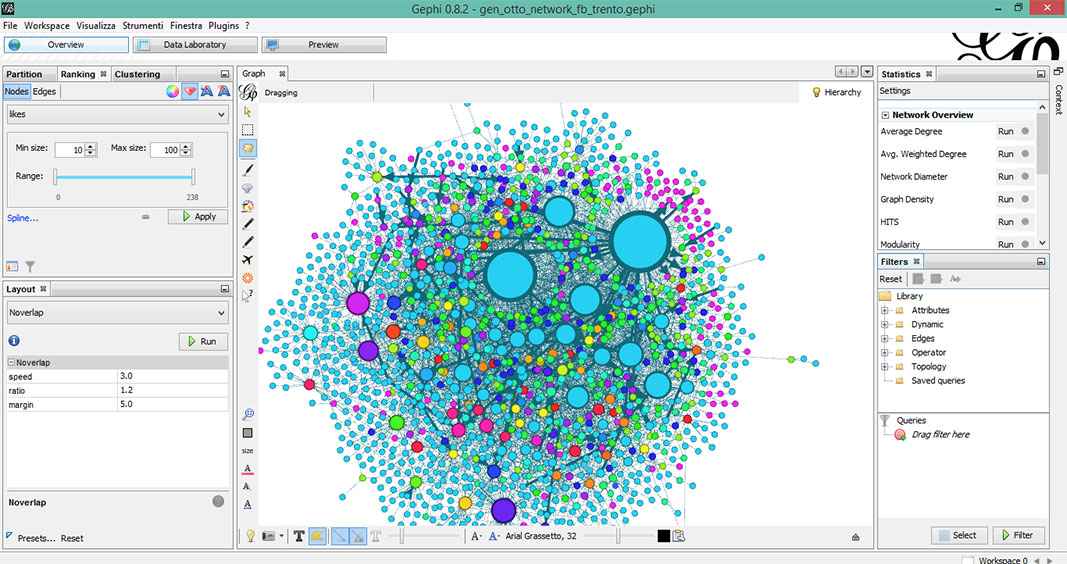 Gephi 0.8.2 - gen_otto_network_fb_trento.gephi
File Workspace Visualizza Strumenti Finestra Plugins ?
Overview Data Laboratory Preview
Partition Ranking Clustering
Nodes Edges
likes
Min size: 10 Max size: 100
Range:
0 238
Spline...
Apply
Layout
Noverlap
Run
Noverlap
speed 3.0
ratio 1.2
margin 5.0
Noverlap
Presets... Reset
Graph
Dragging
Hierarchy
size
A
A
A
T
T
A- A- Arial Grassetto, 32
Statistics
Settings
Network Overview
Average Degree Run
Avg. Weighted Degree Run
Network Diameter Run
Graph Density Run
HITS Run
Modularity Run
Filters
Reset
Library
Attributes
Dynamic
Edges
Operator
Topology
Saved queries
Queries
Drag filter here
Select Filter
Context
Workspace 0